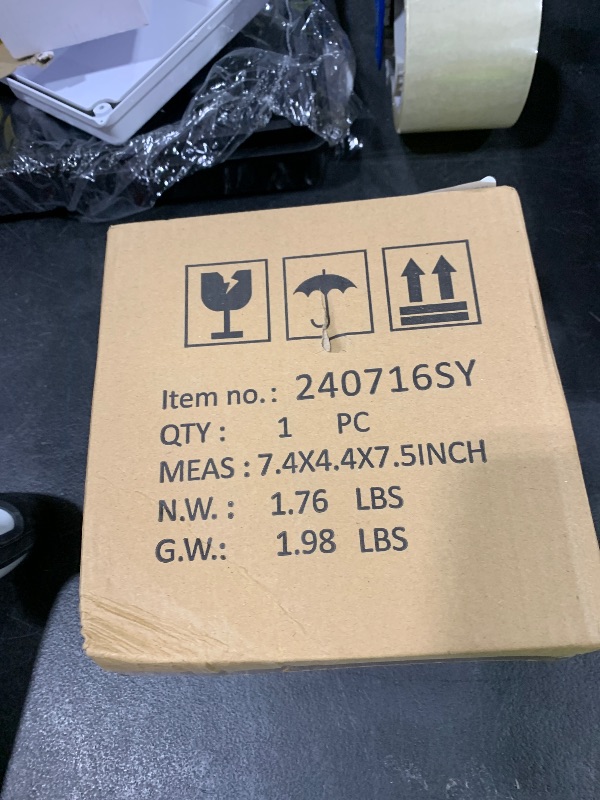 Item no.: 240716SY
QTY : 1 PC
MEAS : 7.4X4.4X7.5INCH
N.W. : 1.76 LBS
G.W.: 1.98 LBS